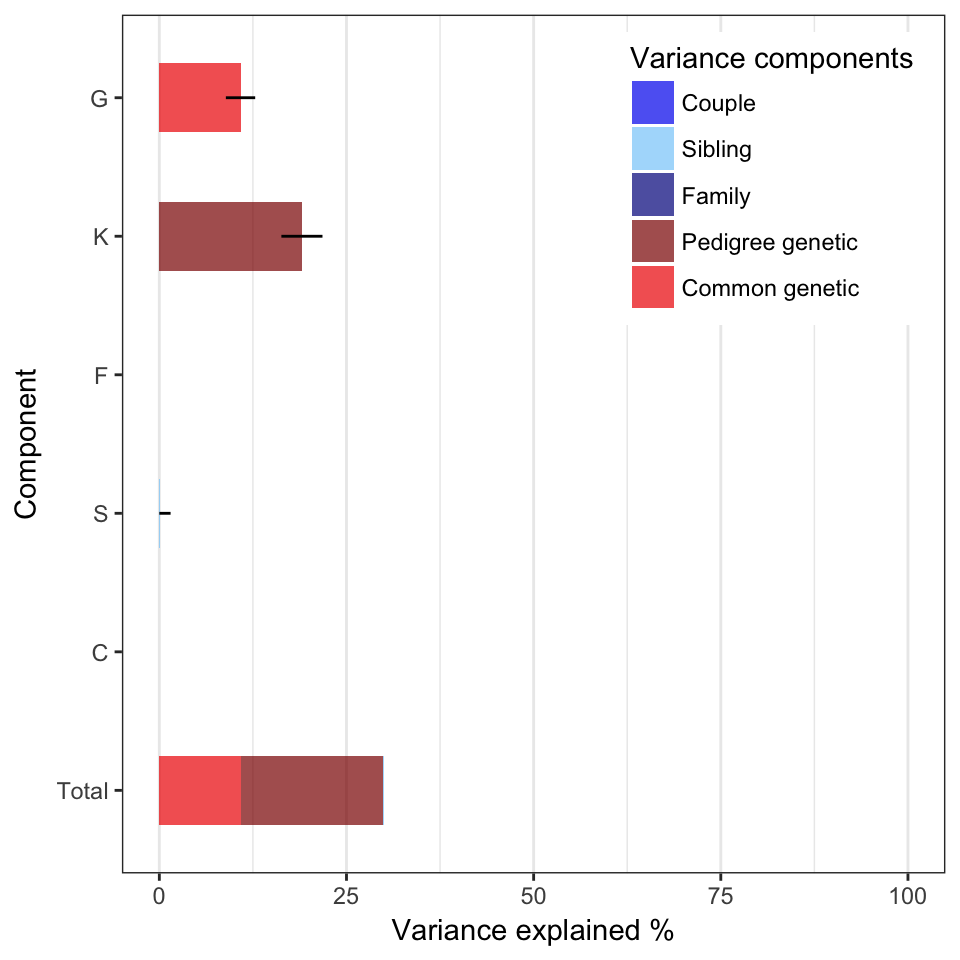 Variance components
Couple
Sibling
Family
Pedigree genetic
Common genetic
Component
G
K
F
S
C
Total
0 25 50 75 100
Variance explained %